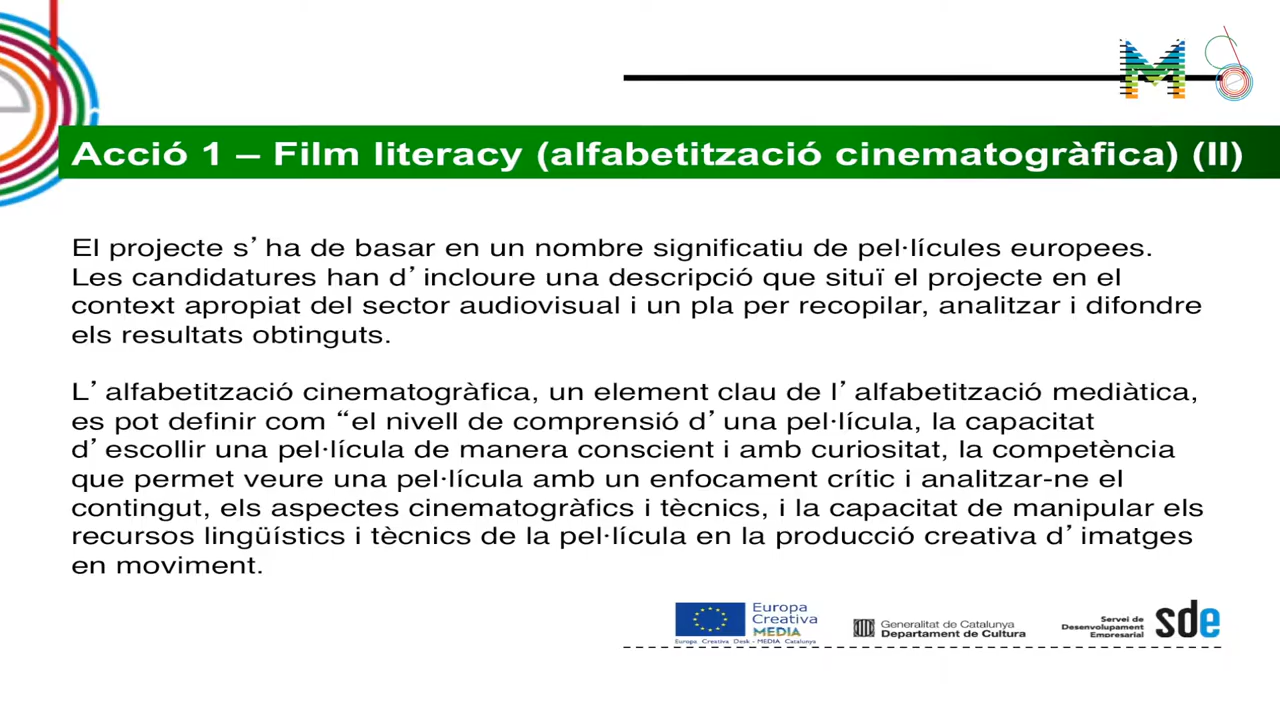 Acció 1 – Film literacy (alfabetització cinematogràfica) (II)
El projecte s’ha de basar en un nombre significatiu de pel·lícules europees.
Les candidatures han d’incloure una descripció que situï el projecte en el
context apropiat del sector audiovisual i un pla per recopilar, analitzar i difondre
els resultats obtinguts.
L’alfabetització cinematogràfica, un element clau de l’alfabetització mediàtica,
es pot definir com “el nivell de comprensió d’una pel·lícula, la capacitat
d’escollir una pel·lícula de manera conscient i amb curiositat, la competència
que permet veure una pel·lícula amb un enfocament crític i analitzar-ne el
contingut, els aspectes cinematogràfics i tècnics, i la capacitat de manipular els
recursos lingüístics i tècnics de la pel·lícula en la producció creativa d’imatges
en moviment.
Europa
Creativa
MEDIA
Europa Creativa Desk - MEDIA Catalunya
Generalitat de Catalunya
Departament de Cultura
Servei de
Desenvolupament
Empresarial
sde